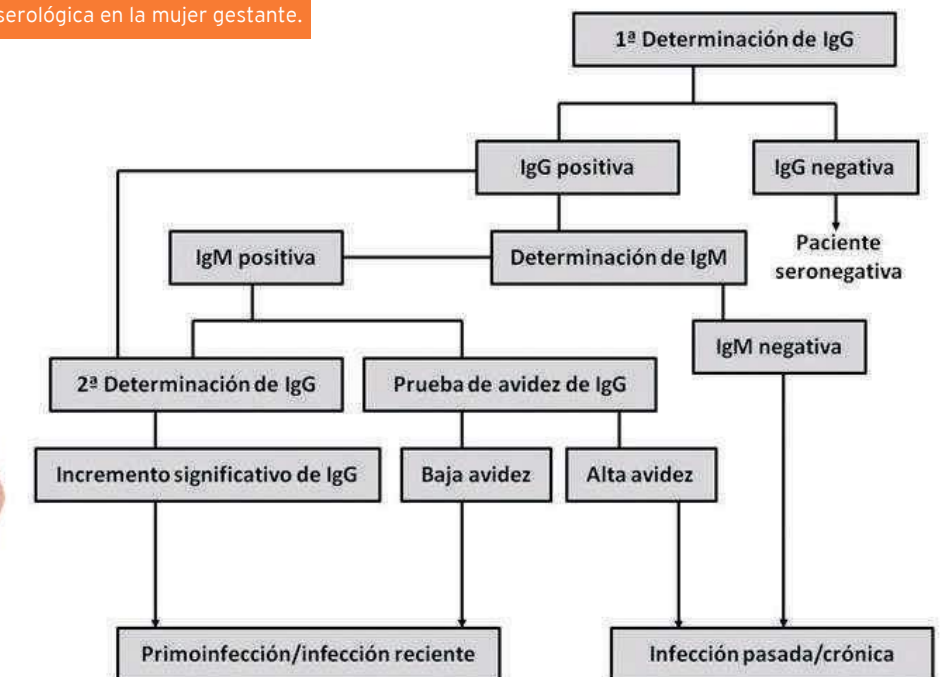 serológica en la mujer gestante.
1ª Determinación de IgG
IgG positiva
IgG negativa
IgM positiva
Determinación de IgM
Paciente
seronegativa
IgM negativa
2ª Determinación de IgG
Prueba de avidez de IgG
Incremento significativo de IgG
Baja avidez
Alta avidez
Primoinfección/infección reciente
Infección pasada/crónica